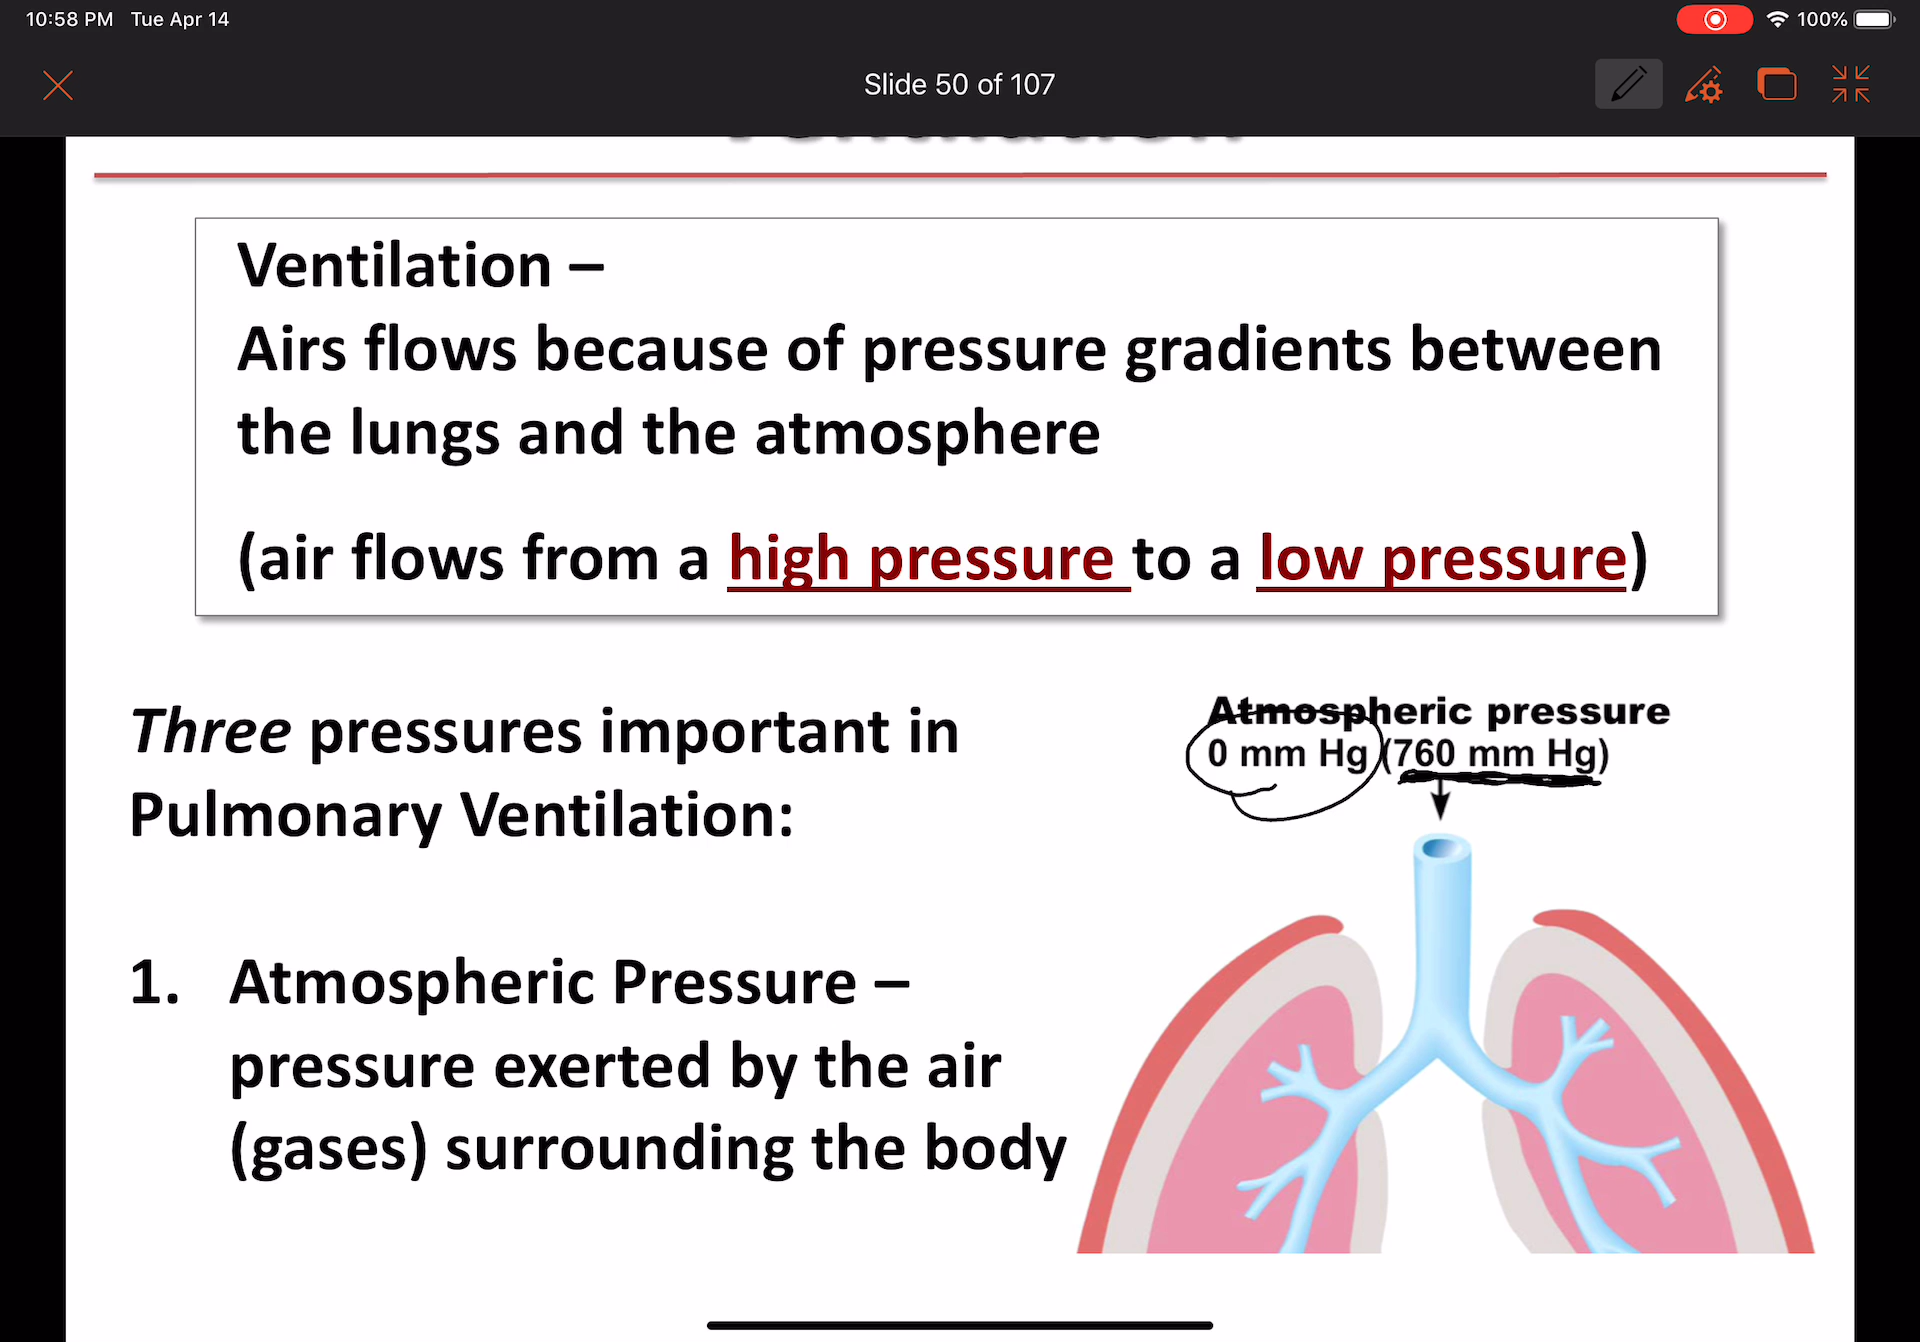 10:58 PM Tue Apr 14
100%
Slide 50 of 107
Ventilation –
Airs flows because of pressure gradients between
the lungs and the atmosphere
(air flows from a high pressure to a low pressure)
Three pressures important in
Pulmonary Ventilation:
Atmospheric pressure
0 mm Hg (760 mm Hg)
1. Atmospheric Pressure –
pressure exerted by the air
(gases) surrounding the body